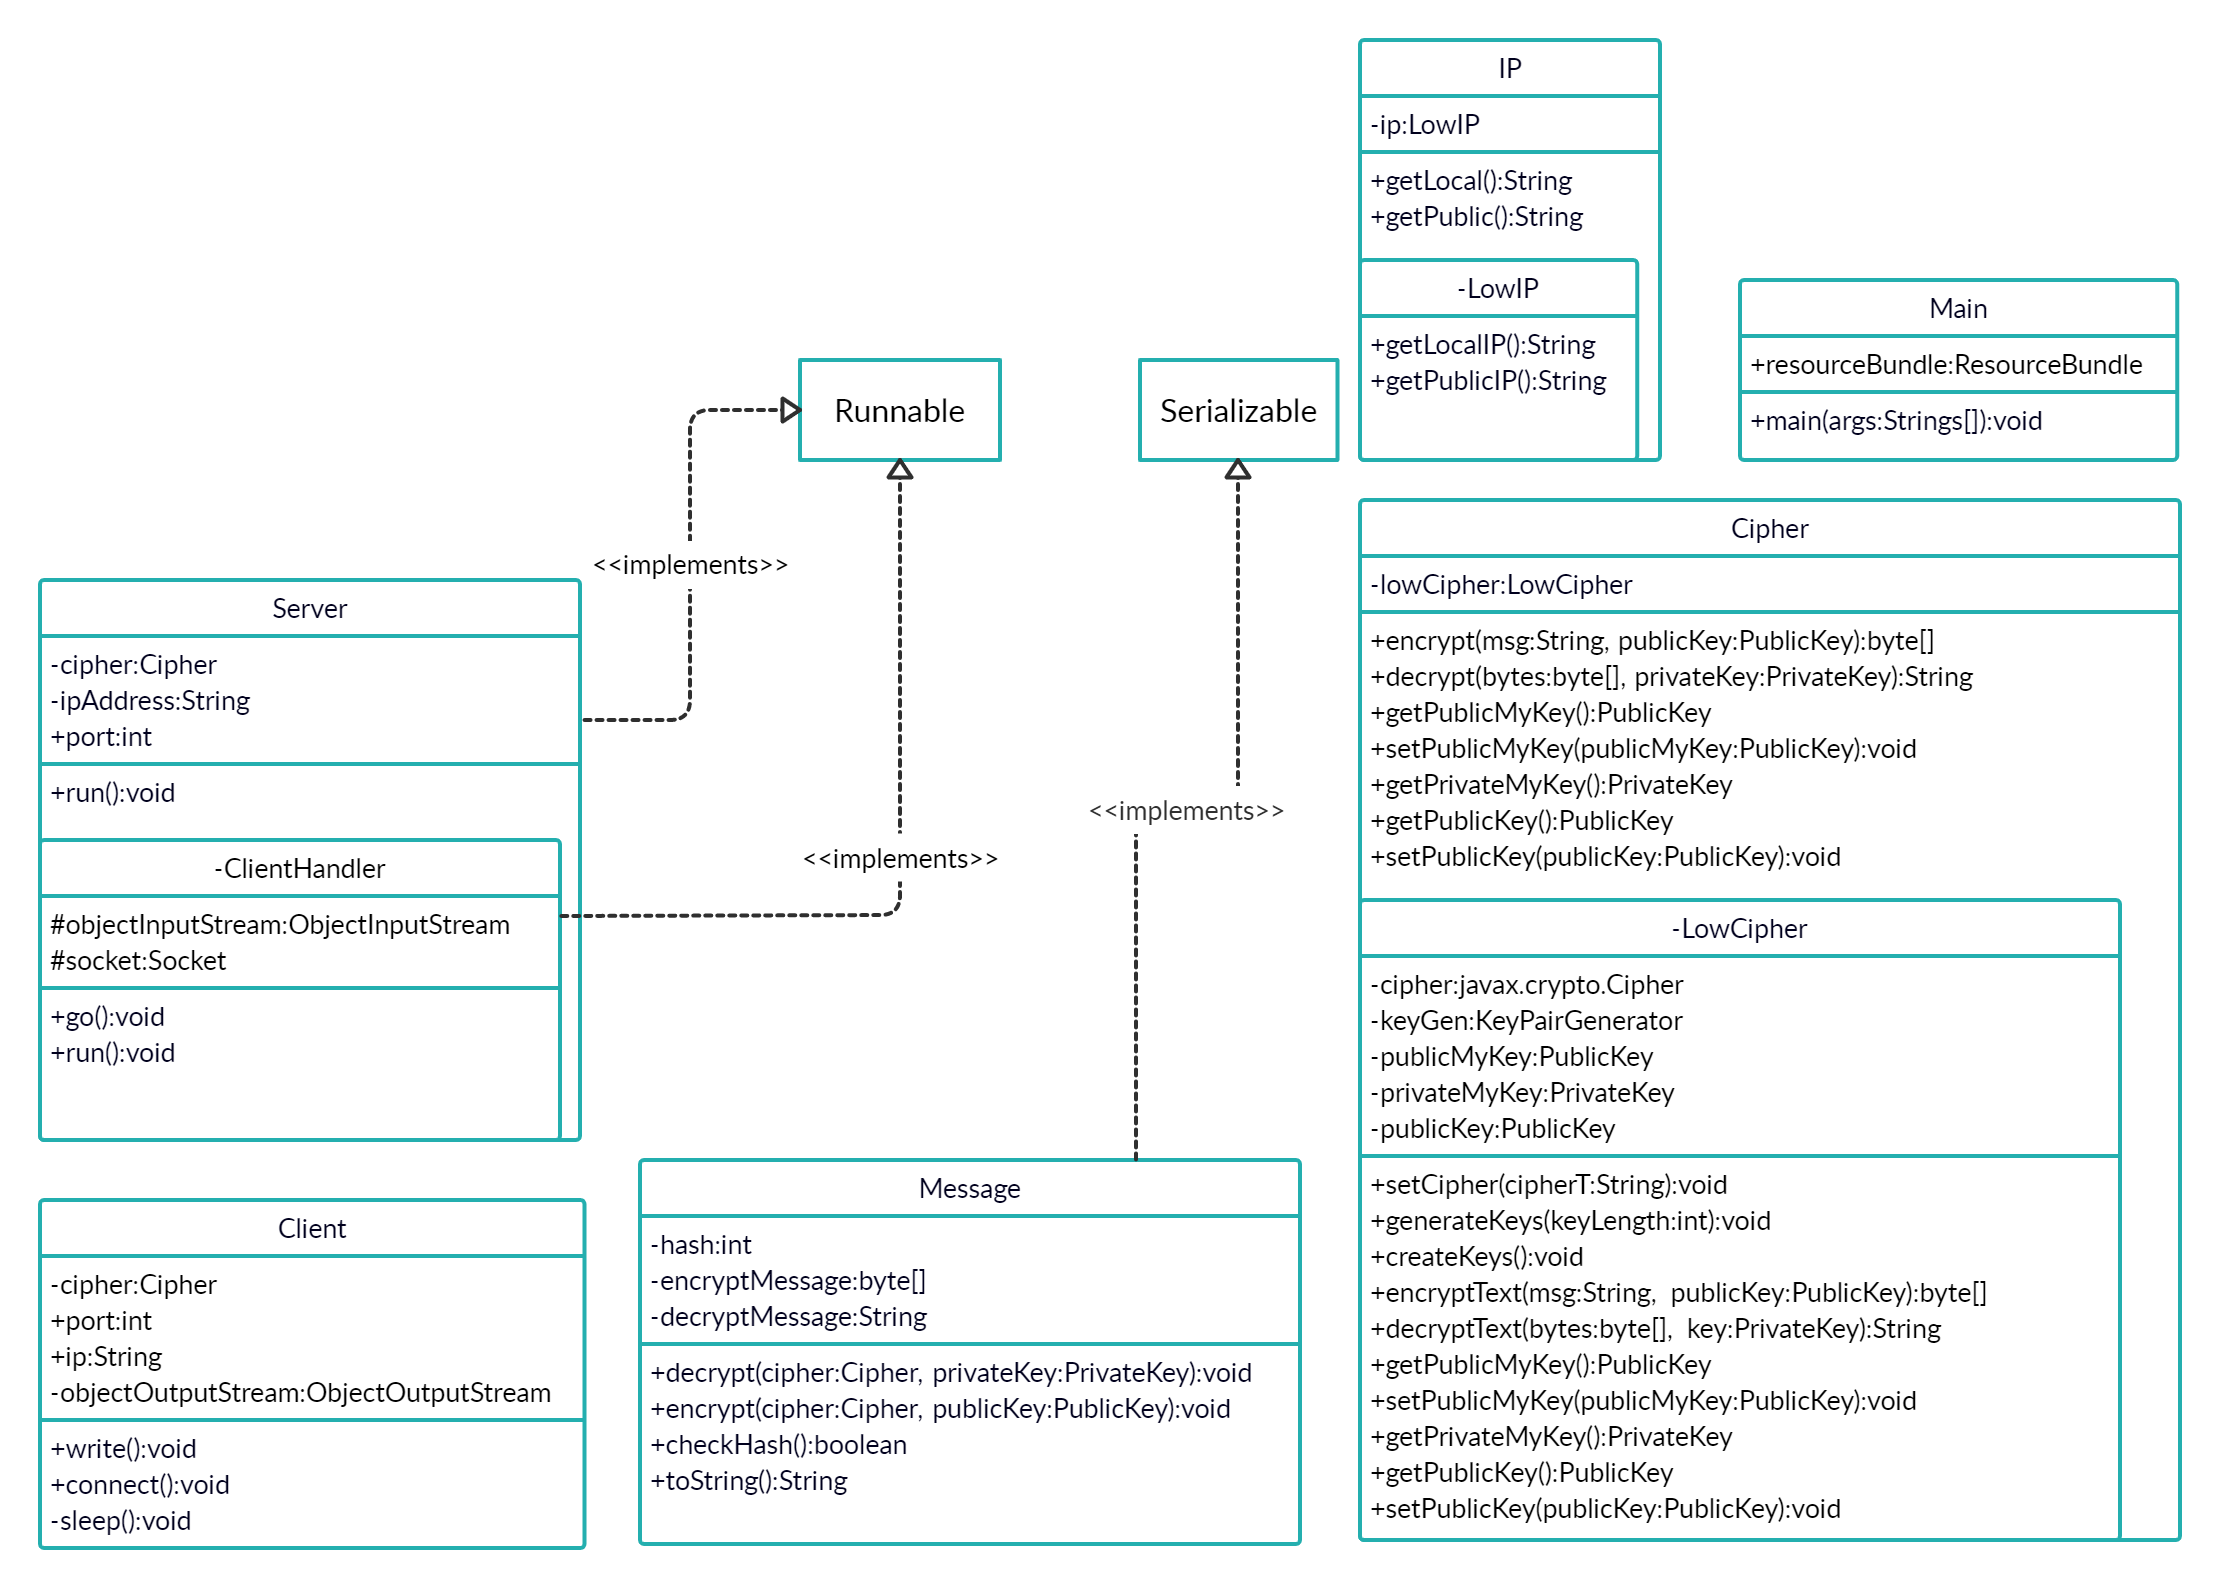 IP
-ip:LowIP
+getLocal():String
+getPublic():String
-LowIP
+getLocalIP():String
+getPublicIP():String
Main
+resourceBundle:ResourceBundle
+main(args:Strings[]):void
Runnable
Serializable
<<implements>>
<<implements>>
<<implements>>
Server
-cipher:Cipher
-ipAddress:String
+port:int
+run():void
-ClientHandler
#objectInputStream:ObjectInputStream
#socket:Socket
+go():void
+run():void
Cipher
-lowCipher:LowCipher
+encrypt(msg:String, publicKey:PublicKey):byte[]
+decrypt(bytes:byte[], privateKey:PrivateKey):String
+getPublicMyKey():PublicKey
+setPublicMyKey(publicMyKey:PublicKey):void
+getPrivateMyKey():PrivateKey
+getPublicKey():PublicKey
+setPublicKey(publicKey:PublicKey):void
-LowCipher
-cipher:javax.crypto.Cipher
-keyGen:KeyPairGenerator
-publicMyKey:PublicKey
-privateMyKey:PrivateKey
-publicKey:PublicKey
+setCipher(cipherT:String):void
+generateKeys(keyLength:int):void
+createKeys():void
+encryptText(msg:String, publicKey:PublicKey):byte[]
+decryptText(bytes:byte[], key:PrivateKey):String
+getPublicMyKey():PublicKey
+setPublicMyKey(publicMyKey:PublicKey):void
+getPrivateMyKey():PrivateKey
+getPublicKey():PublicKey
+setPublicKey(publicKey:PublicKey):void
Client
-cipher:Cipher
+port:int
+ip:String
-objectOutputStream:ObjectOutputStream
+write():void
+connect():void
-sleep():void
Message
-hash:int
-encryptMessage:byte[]
-decryptMessage:String
+decrypt(cipher:Cipher, privateKey:PrivateKey):void
+encrypt(cipher:Cipher, publicKey:PublicKey):void
+checkHash():boolean
+toString():String